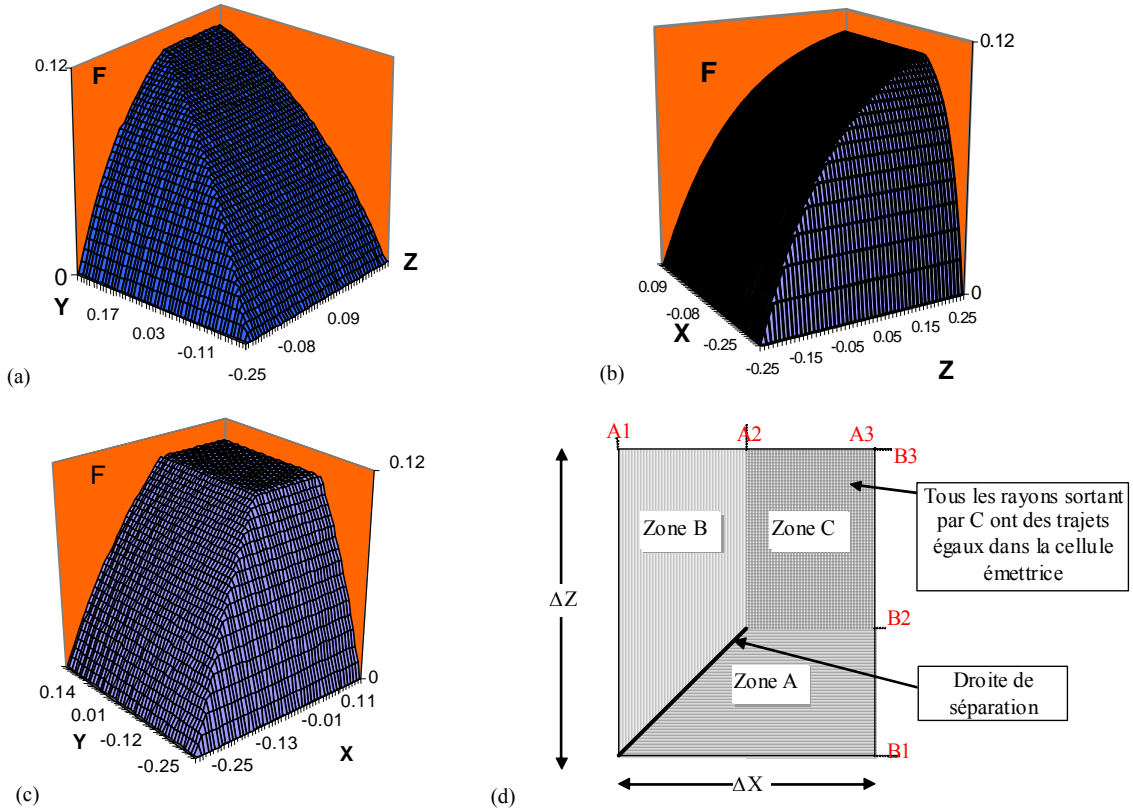 0.12
F
0
Y
0.17
0.03
-0.11
-0.25
-0.08
0.09
Z
(a)
F
0.12
0
0.09
-0.08
-0.25
X
-0.25
-0.15
-0.05
0.05
0.15
0.25
Z
(b)
F
0.12
0
0.14
0.01
-0.12
-0.25
Y
-0.25
-0.13
-0.01
0.11
X
(c)
A1
A2
A3
B3
Zone B
Zone C
Tous les rayons sortant
par C ont des trajets
égaux dans la cellule
émettrice
ΔZ
B2
Zone A
Droite de
séparation
B1
ΔX
(d)